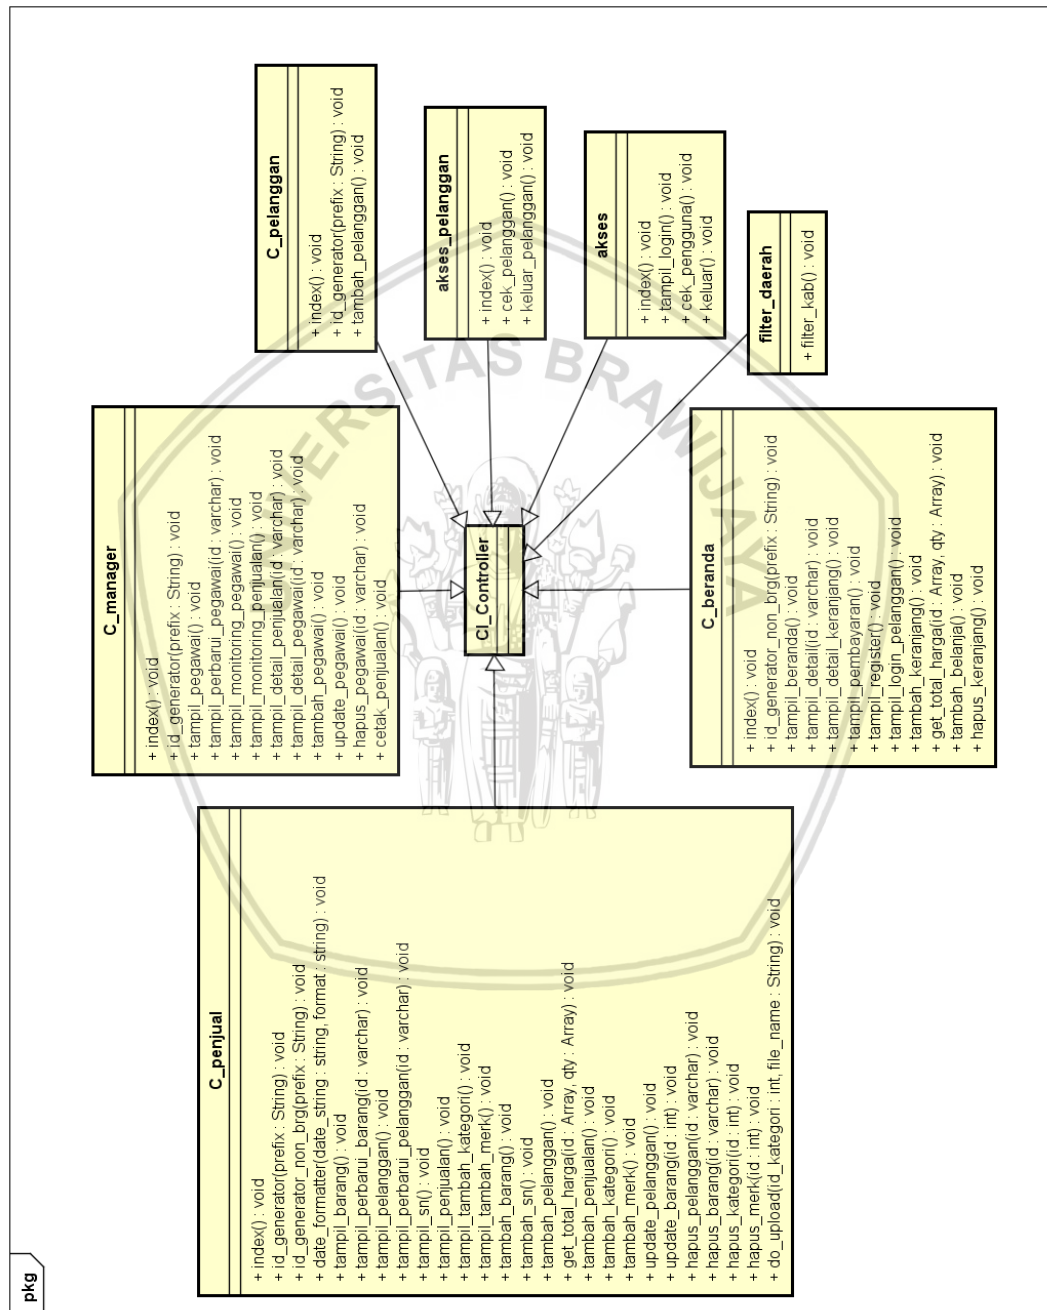 pkg
C_penjual
+ index() : void
+ id_generator(prefix : String) : void
+ id_generator_non_brg(prefix : String) : void
+ date_formatter(date_string : string, format : string) : void
+ tampil_barang() : void
+ tampil_perbarui_barang(id : varchar) : void
+ tampil_pelanggan() : void
+ tampil_perbarui_pelanggan(id : varchar) : void
+ tampil_sn() : void
+ tampil_penjualan() : void
+ tampil_tambah_kategori() : void
+ tampil_tambah_merk() : void
+ tambah_barang() : void
+ tambah_sn() : void
+ tambah_pelanggan() : void
+ get_total_harga(id : Array, qty : Array) : void
+ tambah_penjualan() : void
+ tambah_kategori() : void
+ tambah_merk() : void
+ update_pelanggan() : void
+ update_barang(id : int) : void
+ hapus_pelanggan(id : varchar) : void
+ hapus_barang(id : varchar) : void
+ hapus_kategori(id : int) : void
+ hapus_merk(id : int) : void
+ do_upload(id_kategori : int, file_name : String) : void
C_manager
+ index() : void
+ id_generator(prefix : String) : void
+ tampil_pegawai() : void
+ tampil_perbarui_pegawai(id : varchar) : void
+ tampil_monitoring_pegawai() : void
+ tampil_monitoring_penjualan() : void
+ tampil_detail_penjualan(id : varchar) : void
+ tampil_detail_pegawai(id : varchar) : void
+ tambah_pegawai() : void
+ update_pegawai() : void
+ hapus_pegawai(id : varchar) : void
+ cetak_penjualan() : void
CI_Controller
C_beranda
+ index() : void
+ id_generator_non_brg(prefix : String) : void
+ tampil_beranda() : void
+ tampil_detail(id : varchar) : void
+ tampil_detail_keranjang() : void
+ tampil_pembayaran() : void
+ tampil_register() : void
+ tampil_login_pelanggan() : void
+ tambah_keranjang() : void
+ get_total_harga(id : Array, qty : Array) : void
+ tambah_belanja() : void
+ hapus_keranjang() : void
C_pelanggan
+ index() : void
+ id_generator(prefix : String) : void
+ tambah_pelanggan() : void
akses_pelanggan
+ index() : void
+ cek_pelanggan() : void
+ keluar_pelanggan() : void
akses
+ index() : void
+ tampil_login() : void
+ cek_pengguna() : void
+ keluar() : void
filter_daerah
+ filter_kab() : void
UNIVERSITAS BRAWIJAYA